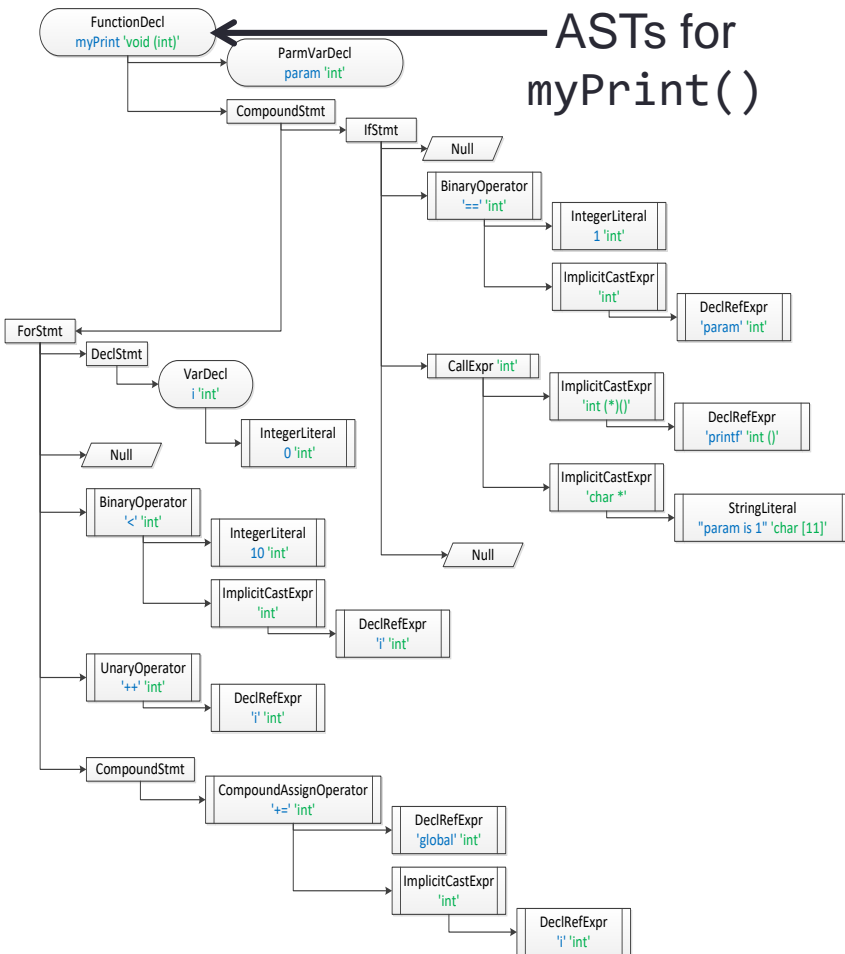 FunctionDecl
myPrint 'void (int)'
ASTs for
myPrint()
ParmVarDecl
param 'int'
CompoundStmt
IfStmt
Null
BinaryOperator
'==' 'int'
IntegerLiteral
1 'int'
ImplicitCastExpr
'int'
DeclRefExpr
'param' 'int'
CallExpr 'int'
ImplicitCastExpr
'int (*)()'
DeclRefExpr
'printf' 'int ()'
ImplicitCastExpr
'char *'
StringLiteral
"param is 1" 'char [11]'
Null
ForStmt
DeclStmt
VarDecl
i 'int'
IntegerLiteral
0 'int'
Null
BinaryOperator
'<' 'int'
IntegerLiteral
10 'int'
ImplicitCastExpr
'int'
DeclRefExpr
'i' 'int'
UnaryOperator
'++' 'int'
DeclRefExpr
'i' 'int'
CompoundStmt
CompoundAssignOperator
'+=' 'int'
DeclRefExpr
'global' 'int'
ImplicitCastExpr
'int'
DeclRefExpr
'i' 'int'